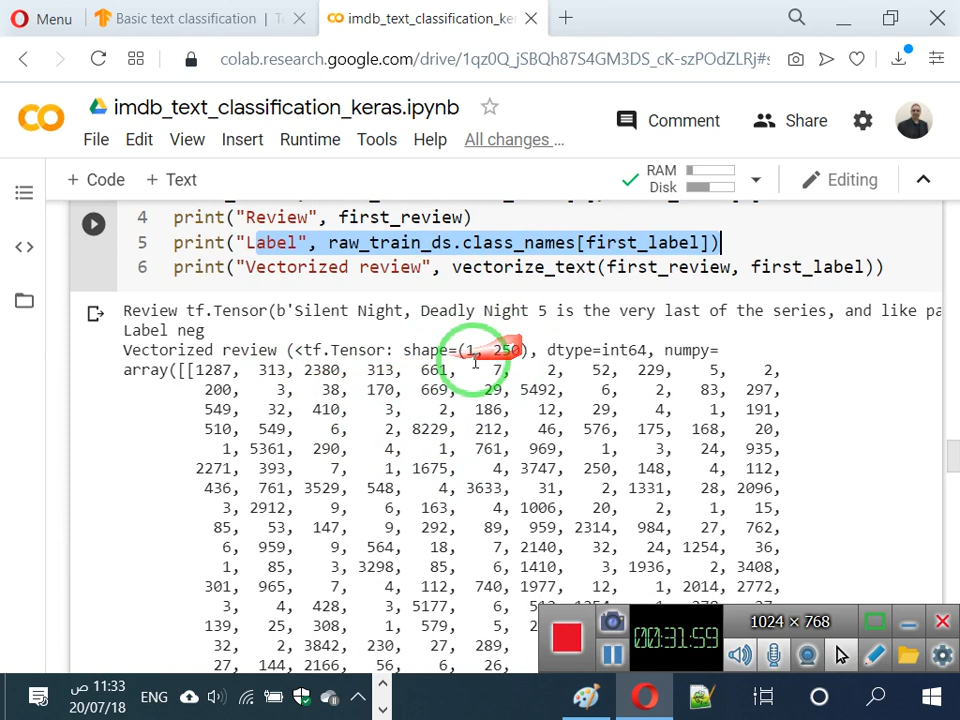 Menu
Basic text classification | Te
imdb_text_classification_ke
colab.research.google.com/drive/1qz0Q_jSBQh87S4GM3DS_cK-szPOdZLRj#s
imdb_text_classification_keras.ipynb
Comment
Share
File Edit View Insert Runtime Tools Help All changes …
+ Code + Text
RAM
Disk
Editing
4 print("Review", first_review)
5 print("Label", raw_train_ds.class_names[first_label])
6 print("Vectorized review", vectorize_text(first_review, first_label))
Review tf.Tensor(b'Silent Night, Deadly Night 5 is the very last of the series, and like pa
Label neg
Vectorized review (<tf.Tensor: shape=(1, 250), dtype=int64, numpy=
array([[1287, 313, 2380, 313, 661, 7, 2, 52, 229, 5, 2,
200, 3, 38, 170, 669, 29, 5492, 6, 2, 83, 297,
549, 32, 410, 3, 2, 186, 12, 29, 4, 1, 191,
510, 549, 6, 2, 8229, 212, 46, 576, 175, 168, 20,
1, 5361, 290, 4, 1, 761, 969, 1, 3, 24, 935,
2271, 393, 7, 1, 1675, 4, 3747, 250, 148, 4, 112,
436, 761, 3529, 548, 4, 3633, 31, 2, 1331, 28, 2096,
3, 2912, 9, 6, 163, 4, 1006, 20, 2, 1, 15,
85, 53, 147, 9, 292, 89, 959, 2314, 984, 27, 762,
6, 959, 9, 564, 18, 7, 2140, 32, 24, 1254, 36,
1, 85, 3, 3298, 85, 6, 1410, 3, 1936, 2, 3408,
301, 965, 7, 4, 112, 740, 1977, 12, 1, 2014, 2772,
3, 4, 428, 3, 5177, 6,
139, 25, 308, 1, 579, 5, 2
32, 2, 3842, 230, 27, 289,
27, 144, 2166, 56, 6, 26,
1024 × 768
00:31:59
ENG
11:33 ص
20/07/18